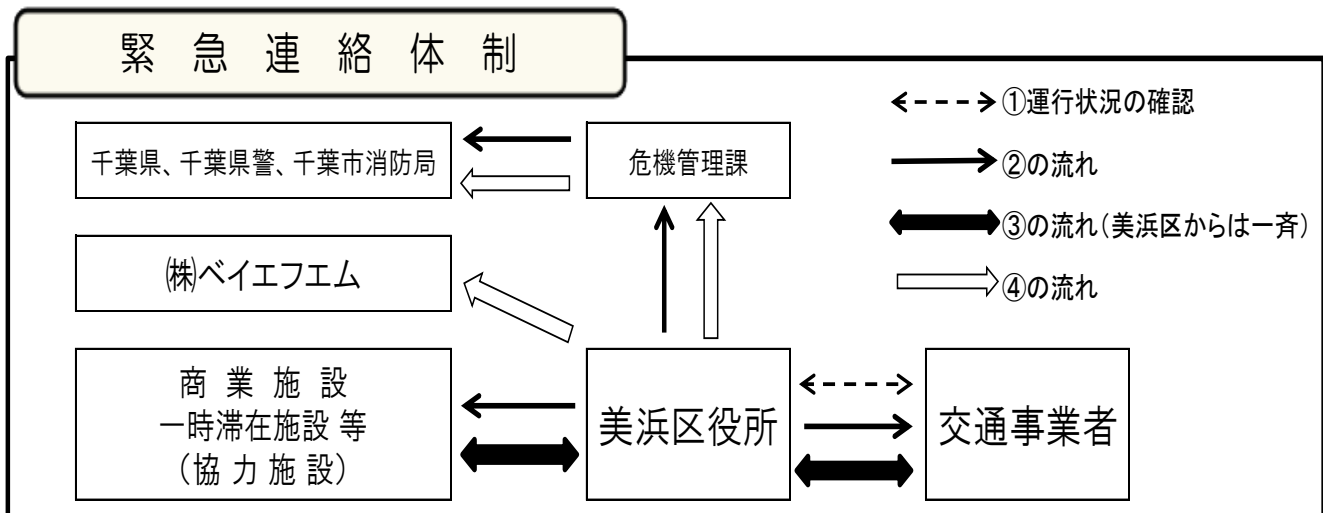 緊急連絡体制
①運行状況の確認
千葉県、千葉県警、千葉市消防局
危機管理課
②の流れ
③の流れ(美浜区からは一斉)
㈱ベイエフエム
④の流れ
商業施設
一時滞在施設等
(協力施設)
美浜区役所
交通事業者